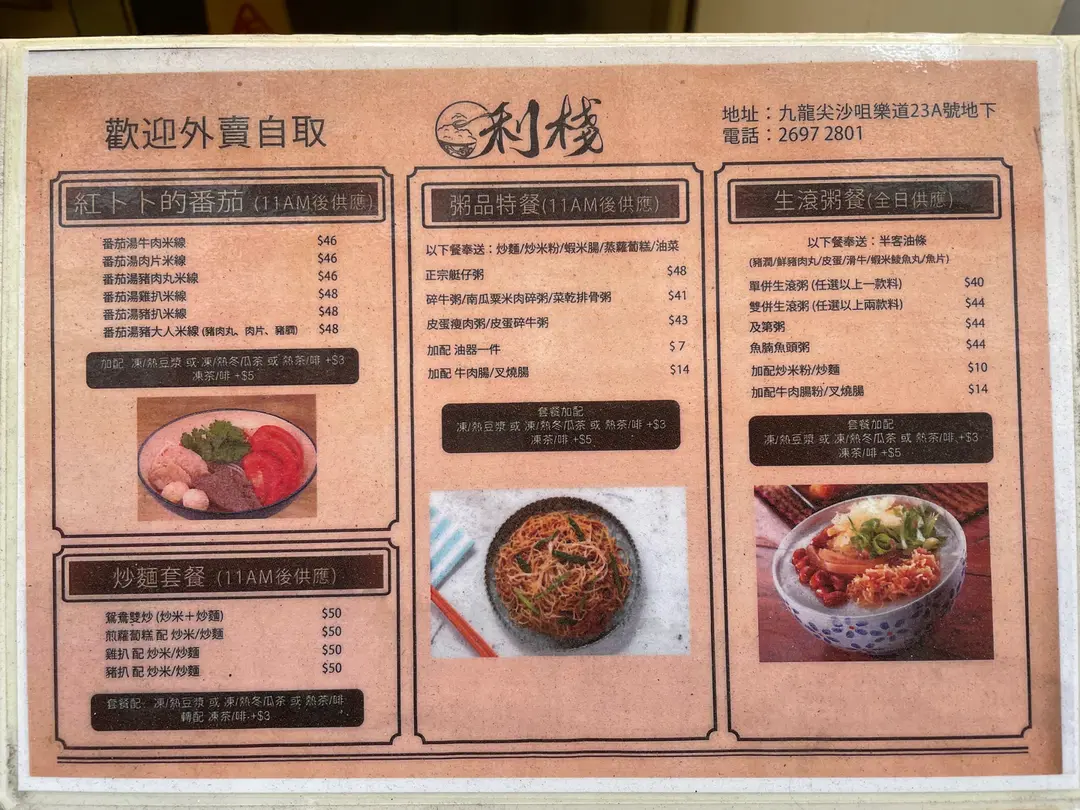 歡迎外賣自取
利棧
地址：九龍尖沙咀樂道23A號地下
電話：2697 2801
紅卜卜的番茄 (11AM後供應)
番茄湯牛肉米線 $46
番茄湯肉片米線 $46
番茄湯豬肉丸米線 $46
番茄湯雞扒米線 $48
番茄湯豬扒米線 $48
番茄湯豬大人米線 (豬肉丸、肉片、豬膶) $48
加配 凍/熱豆漿 或 凍/熱冬瓜茶 或 熱茶/啡 +$3
凍茶/啡 +$5
炒麵套餐 (11AM後供應)
鴛鴦雙炒 (炒米＋炒麵) $50
煎蘿蔔糕 配 炒米/炒麵 $50
雞扒 配 炒米/炒麵 $50
豬扒 配 炒米/炒麵 $50
套餐配：凍/熱豆漿 或 凍/熱冬瓜茶 或 熱茶/啡
轉配 凍茶/啡 +$3
粥品特餐(11AM後供應)
以下餐奉送：炒麵/炒米粉/蝦米腸/蒸蘿蔔糕/油菜
正宗艇仔粥 $48
碎牛粥/南瓜粟米肉碎粥/菜乾排骨粥 $41
皮蛋瘦肉粥/皮蛋碎牛粥 $43
加配 油器一件 $ 7
加配 牛肉腸/叉燒腸 $14
套餐加配
凍/熱豆漿 或 凍/熱冬瓜茶 或 熱茶/啡 +$3
凍茶/啡 +$5
生滾粥餐(全日供應)
以下餐奉送：半客油條
(豬潤/鮮豬肉丸/皮蛋/滑牛/蝦米鯪魚丸/魚片)
單併生滾粥 (任選以上一款料) $40
雙併生滾粥 (任選以上兩款料) $44
及第粥 $44
魚腩魚頭粥 $44
加配炒米粉/炒麵 $10
加配牛肉腸粉/叉燒腸 $14
套餐加配
凍/熱豆漿 或 凍/熱冬瓜茶 或 熱茶/啡 +$3
凍茶/啡 +$5